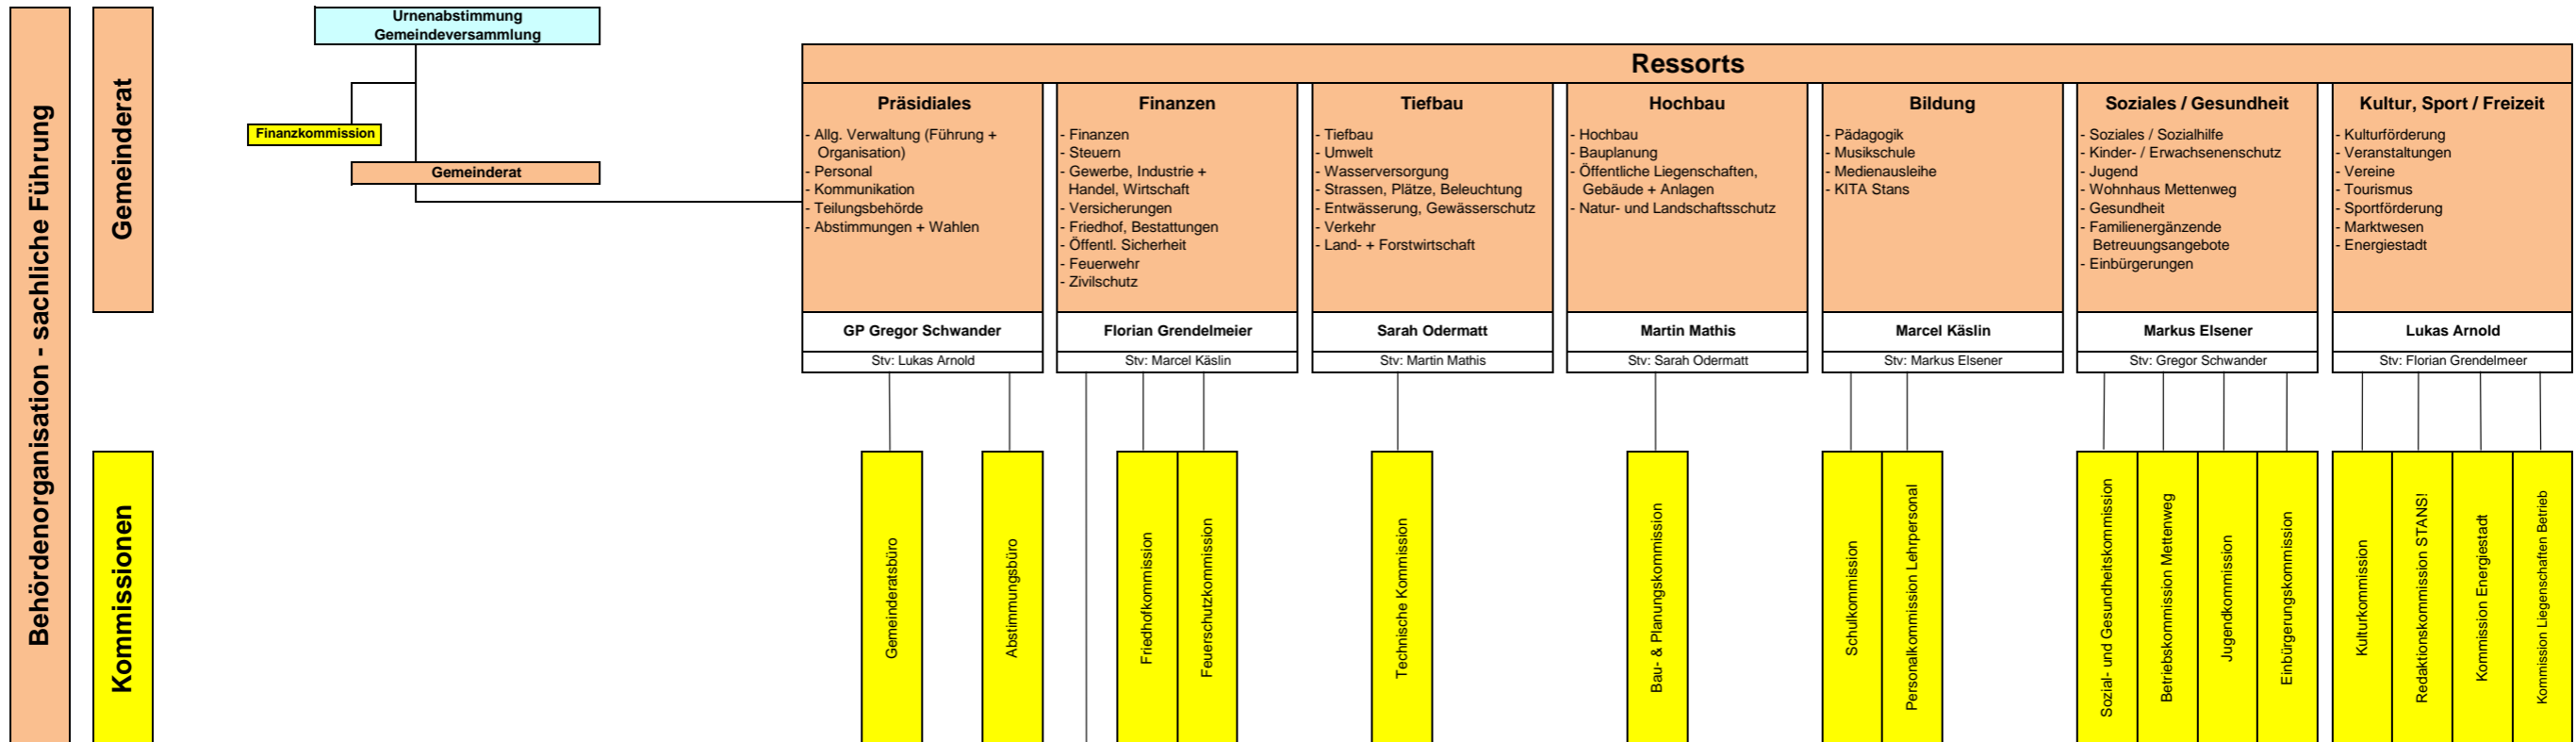 Behördenorganisation - sachliche Führung
Gemeinderat
Urnenabstimmung
Gemeindeversammlung
Finanzkommission
Gemeinderat
Ressorts
Präsidiales
- Allg. Verwaltung (Führung +
Organisation)
- Personal
- Kommunikation
- Teilungsbehörde
- Abstimmungen + Wahlen
GP Gregor Schwander
Stv: Lukas Arnold
Finanzen
- Finanzen
- Steuern
- Gewerbe, Industrie +
Handel, Wirtschaft
- Versicherungen
- Friedhof, Bestattungen
- Öffentl. Sicherheit
- Feuerwehr
- Zivilschutz
Florian Grendelmeier
Stv: Marcel Käslin
Tiefbau
- Tiefbau
- Umwelt
- Wasserversorgung
- Strassen, Plätze, Beleuchtung
- Entwässerung, Gewässerschutz
- Verkehr
- Land- + Forstwirtschaft
Sarah Odermatt
Stv: Martin Mathis
Hochbau
- Hochbau
- Bauplanung
- Öffentliche Liegenschaften,
Gebäude + Anlagen
- Natur- und Landschaftsschutz
Martin Mathis
Stv: Sarah Odermatt
Bildung
- Pädagogik
- Musikschule
- Medienausleihe
- KITA Stans
Marcel Käslin
Stv: Markus Elsener
Soziales / Gesundheit
- Soziales / Sozialhilfe
- Kinder- / Erwachsenenschutz
- Jugend
- Wohnhaus Mettenweg
- Gesundheit
- Familienergänzende
Betreuungsangebote
- Einbürgerungen
Markus Elsener
Stv: Gregor Schwander
Kultur, Sport / Freizeit
- Kulturförderung
- Veranstaltungen
- Vereine
- Tourismus
- Sportförderung
- Marktwesen
- Energiestadt
Lukas Arnold
Stv: Florian Grendelmeer
Kommissionen
Gemeinderatsbüro
Abstimmungsbüro
Friedhofkommission
Feuerschutzkommission
Technische Kommission
Bau- & Planungskommission
Schulkommission
Personalkommission Lehrpersonal
Sozial- und Gesundheitskommission
Betriebskommission Mettenweg
Jugendkommission
Einbürgerungskommission
Kulturkommission
Redaktionskommission STANS!
Kommission Energiestadt
Kommission Liegenschaften Betrieb